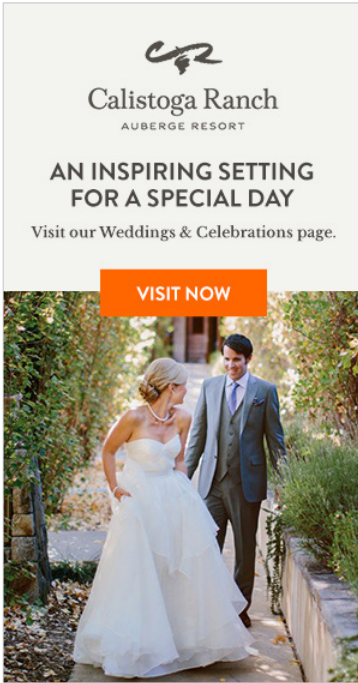 Calistoga Ranch
AUBERGE RESORT
AN INSPIRING SETTING
FOR A SPECIAL DAY
Visit our Weddings & Celebrations page.
VISIT NOW